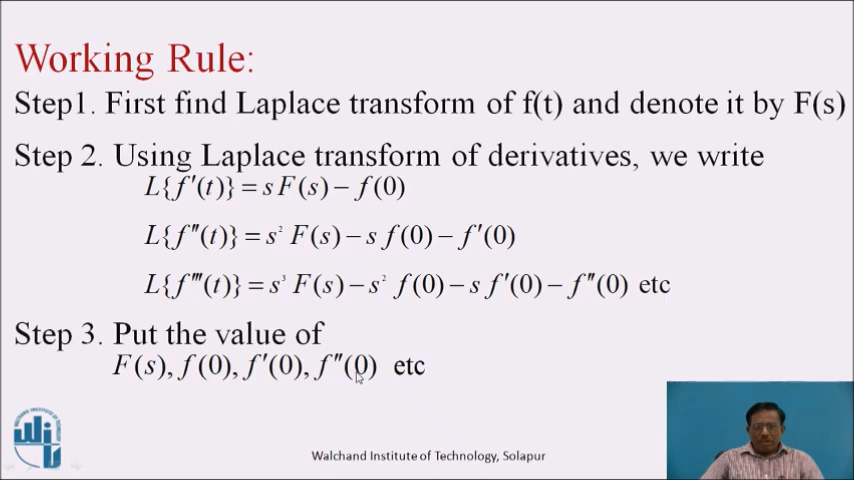 Working Rule:
Step1. First find Laplace transform of f(t) and denote it by F(s)
Step 2. Using Laplace transform of derivatives, we write
L{f′(t)} = s F(s) − f(0)
L{f″(t)} = s² F(s) − s f(0) − f′(0)
L{f‴(t)} = s³ F(s) − s² f(0) − s f′(0) − f″(0) etc
Step 3. Put the value of
F(s), f(0), f′(0), f″(0) etc
Walchand Institute of Technology, Solapur